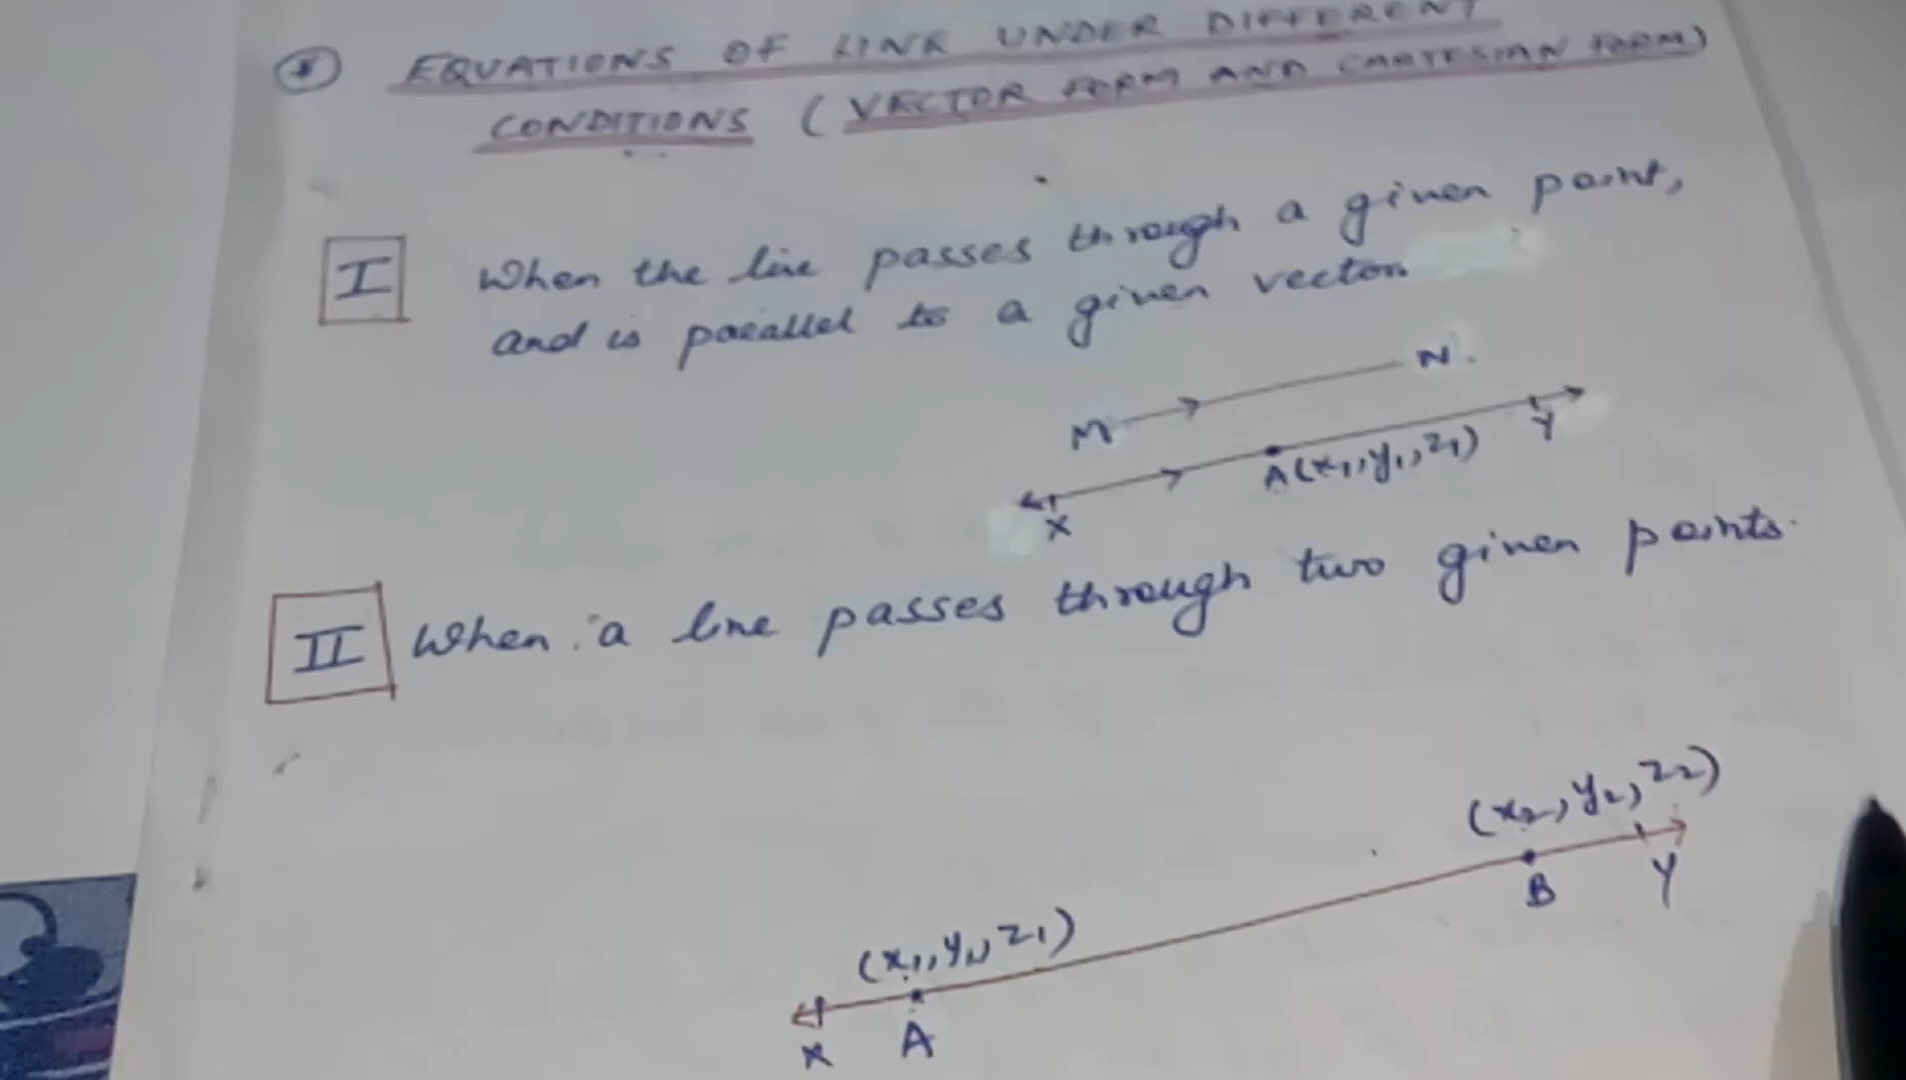 EQUATIONS OF LINE UNDER DIFFERENT
CONDITIONS (VECTOR FORM AND CARTESIAN FORM)
I When the line passes through a given point,
and is parallel to a given vector.
M N.
A(x₁,y₁,z₁) Y
X
II When a line passes through two given points.
(x₂,y₂,z₂)
B Y
(x₁,y₁,z₁)
X A